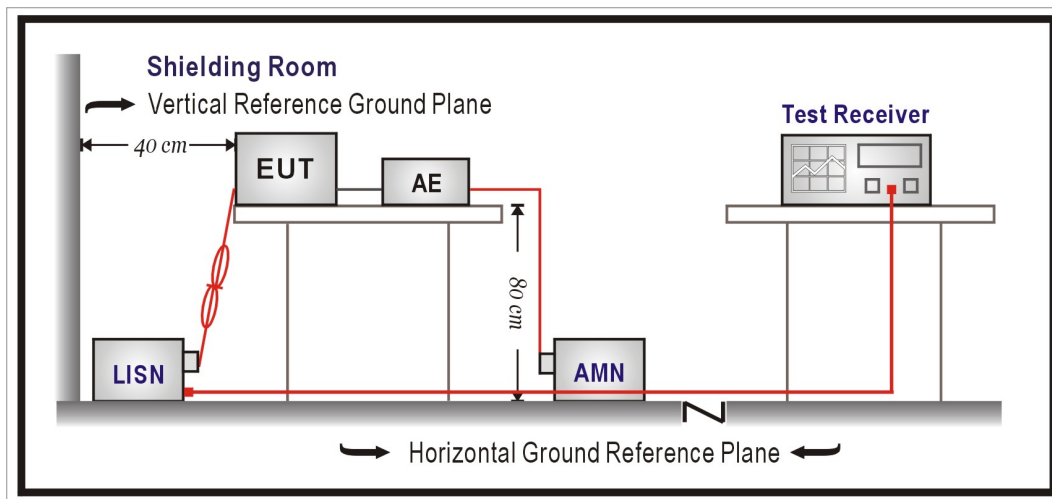 Shielding Room
Vertical Reference Ground Plane
40 cm
Test Receiver
EUT
AE
80 cm
LISN
AMN
Horizontal Ground Reference Plane